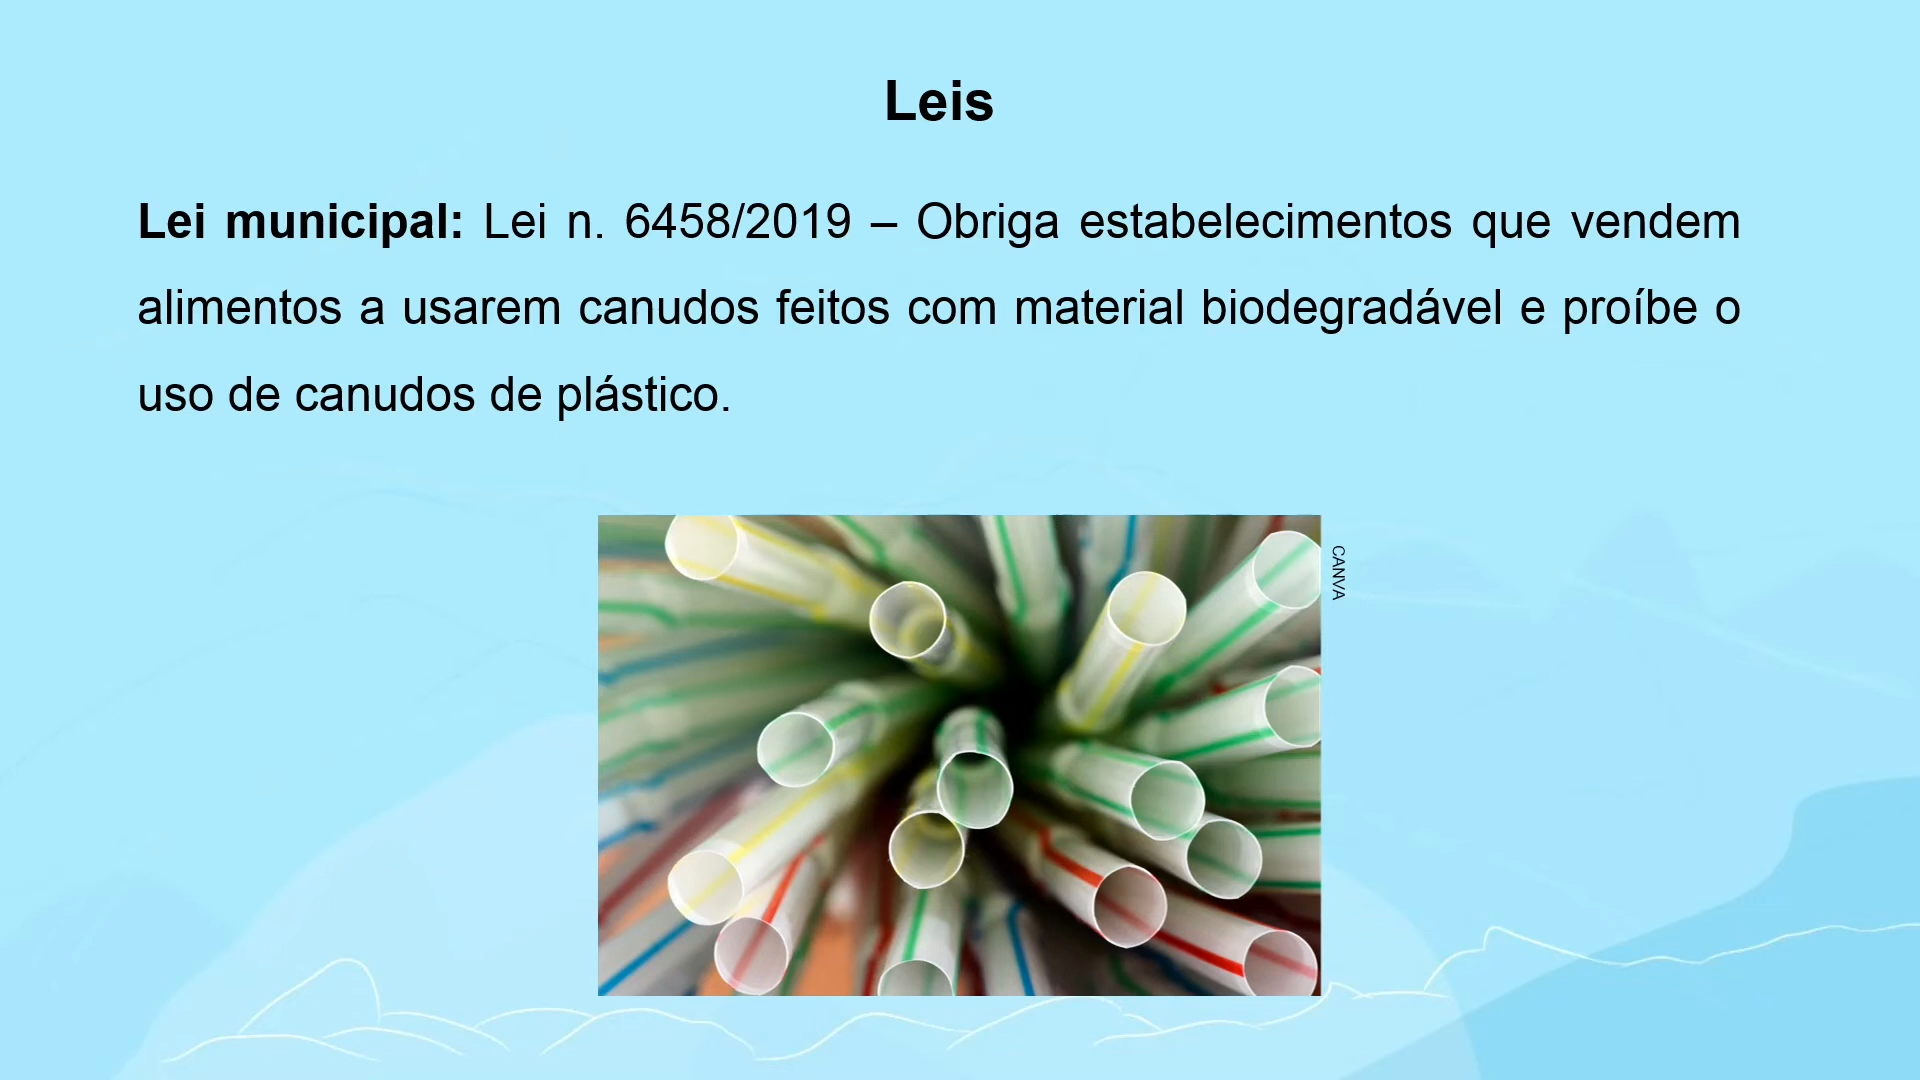 Leis
Lei municipal: Lei n. 6458/2019 – Obriga estabelecimentos que vendem
alimentos a usarem canudos feitos com material biodegradável e proíbe o
uso de canudos de plástico.
CANVA